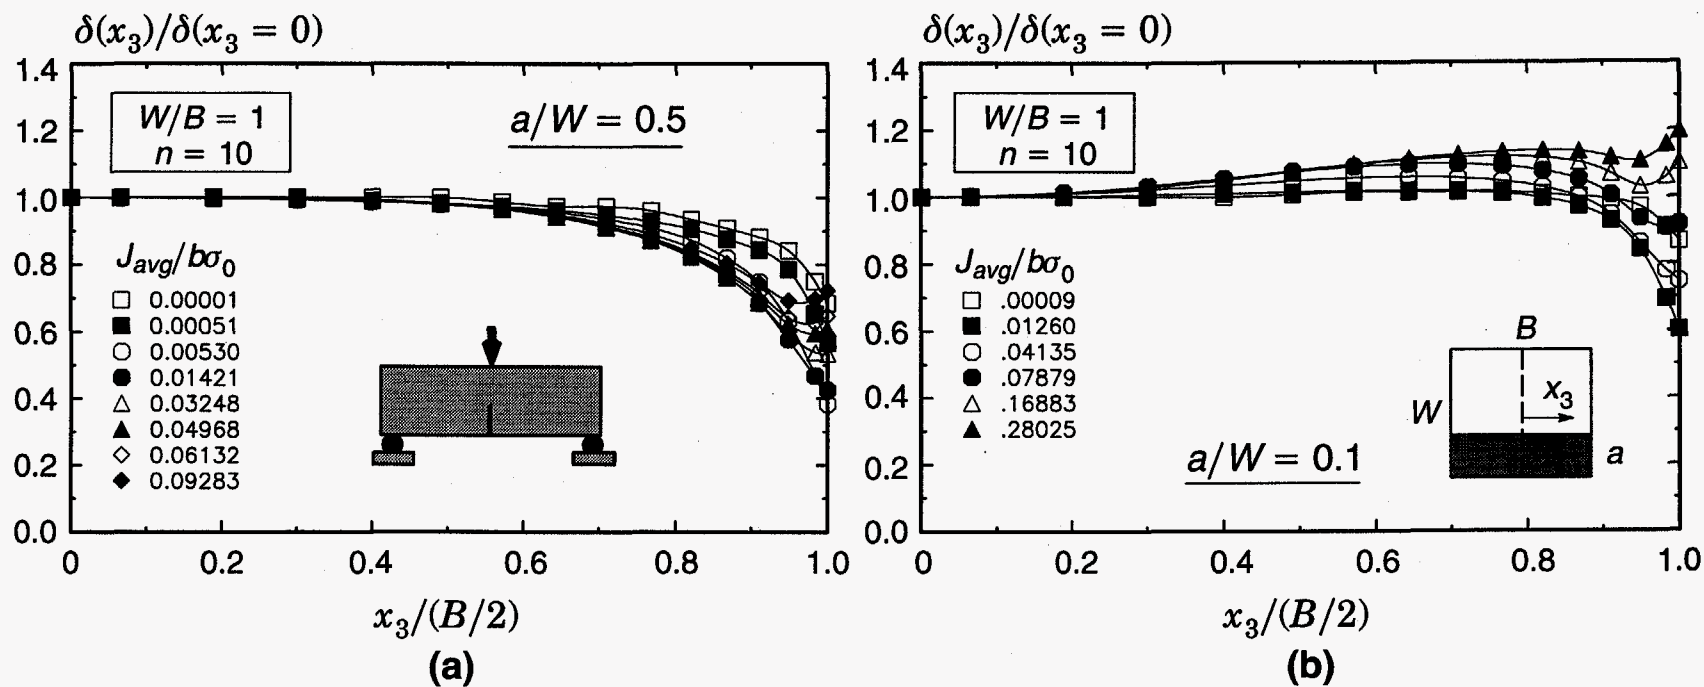 δ(x₃)/δ(x₃ = 0)
1.4
1.2
1.0
0.8
0.6
0.4
0.2
0.0
W/B = 1
n = 10
a/W = 0.5
J_avg/bσ₀
0.00001
0.00051
0.00530
0.01421
0.03248
0.04968
0.06132
0.09283
0 0.2 0.4 0.6 0.8 1.0
x₃/(B/2)
(a)
δ(x₃)/δ(x₃ = 0)
1.4
1.2
1.0
0.8
0.6
0.4
0.2
0.0
W/B = 1
n = 10
J_avg/bσ₀
.00009
.01260
.04135
.07879
.16883
.28025
a/W = 0.1
B
x₃
W
a
0 0.2 0.4 0.6 0.8 1.0
x₃/(B/2)
(b)